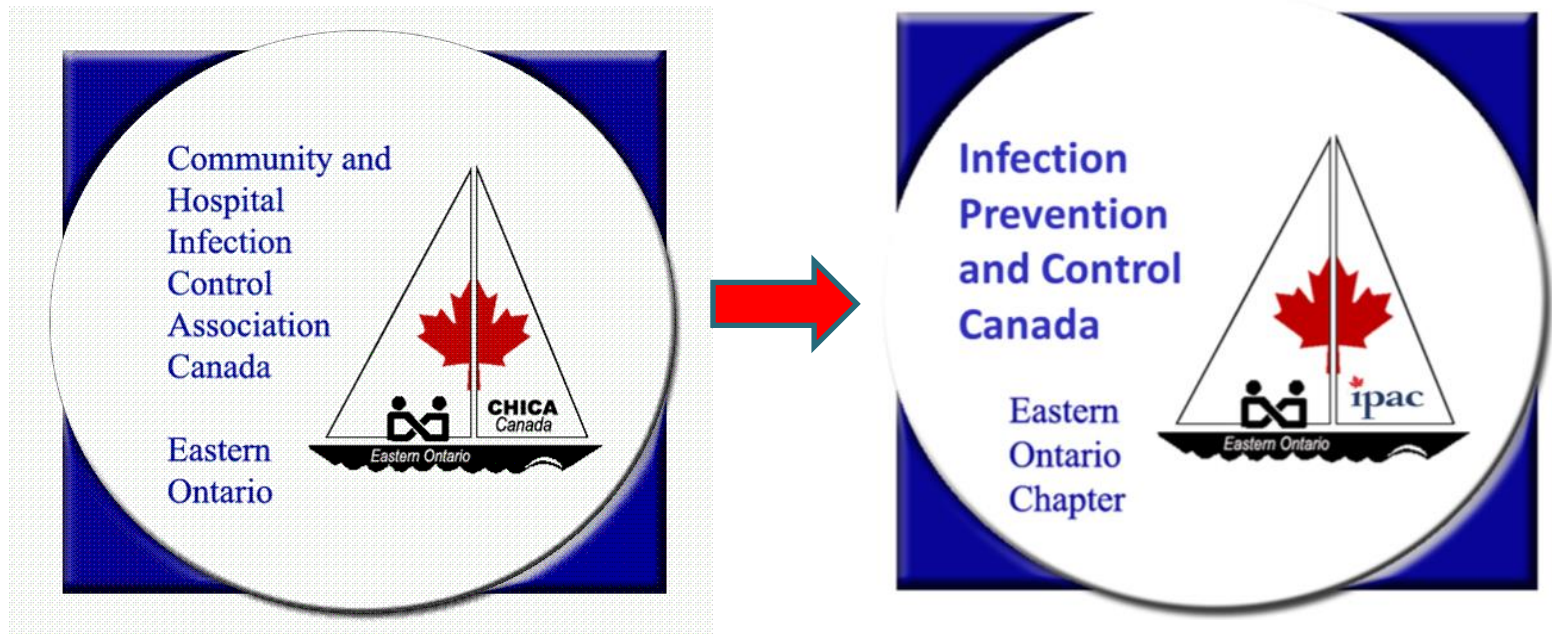 Community and
Hospital
Infection
Control
Association
Canada
Eastern
Ontario
CHICA
Canada
Eastern Ontario
Infection
Prevention
and Control
Canada
Eastern
Ontario
Chapter
ipac
Eastern Ontario